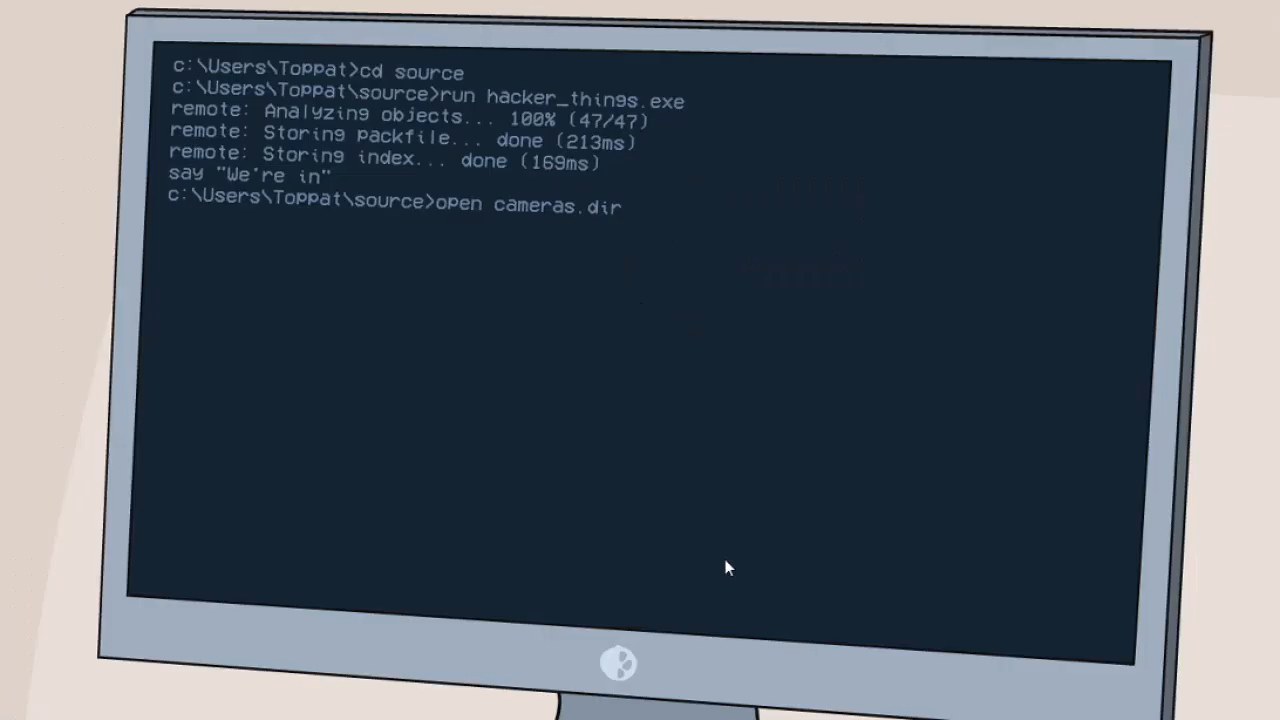 c:\Users\Toppat>cd source
c:\Users\Toppat\source>run hacker_things.exe
remote: Analyzing objects... 100% (47/47)
remote: Storing packfile... done (213ms)
remote: Storing index... done (169ms)
say "We're in"
c:\Users\Toppat\source>open cameras.dir